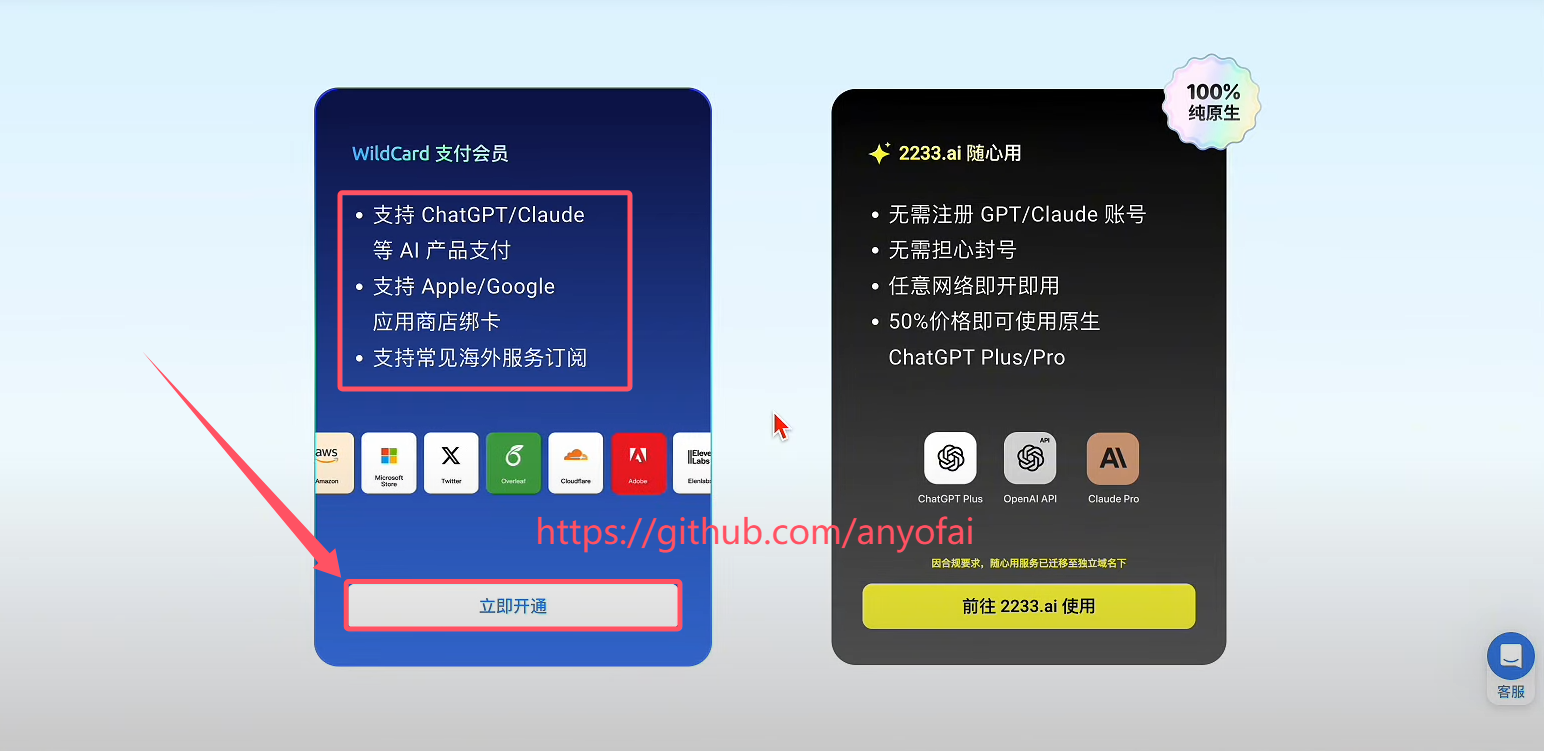 100%
纯原生
WildCard 支付会员
• 支持 ChatGPT/Claude
等 AI 产品支付
• 支持 Apple/Google
应用商店绑卡
• 支持常见海外服务订阅
aws
Amazon
Microsoft
Store
Twitter
Overleaf
Cloudflare
Adobe
Eleve
Labs
立即开通
2233.ai 随心用
• 无需注册 GPT/Claude 账号
• 无需担心封号
• 任意网络即开即用
• 50%价格即可使用原生
ChatGPT Plus/Pro
ChatGPT Plus
API
OpenAI API
Claude Pro
因合规要求，随心用服务已迁移至独立域名下
前往 2233.ai 使用
https://github.com/anyofai
客服